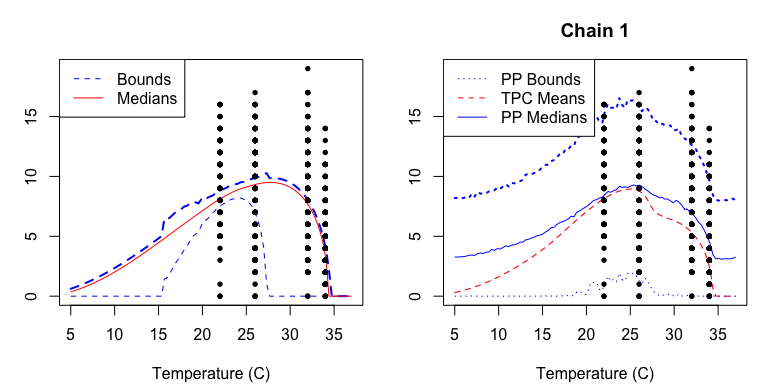 Chain 1
Bounds
Medians
PP Bounds
TPC Means
PP Medians
15
10
5
0
15
10
5
0
5 10 15 20 25 30 35
5 10 15 20 25 30 35
Temperature (C)
Temperature (C)